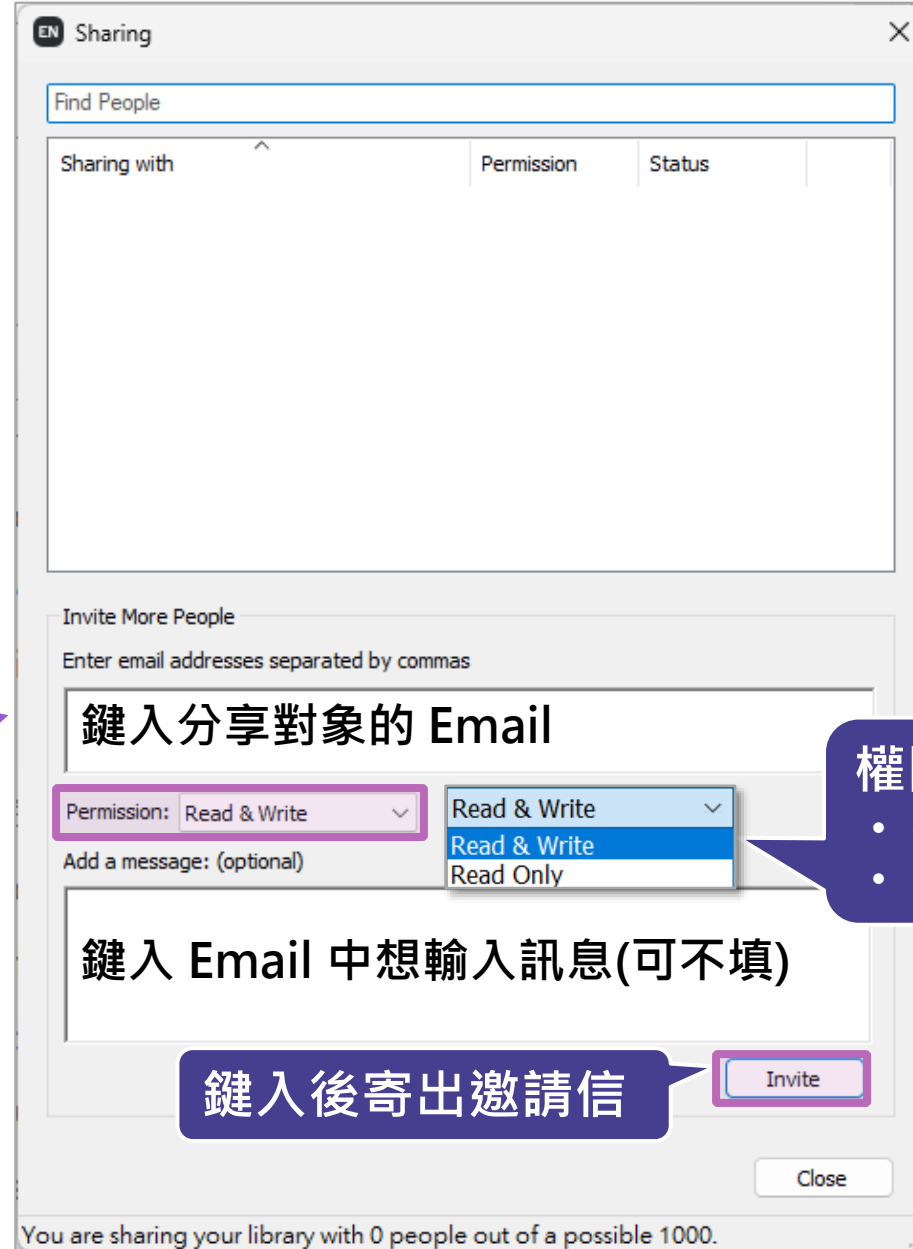 EN Sharing
Find People
Sharing with Permission Status
Invite More People
Enter email addresses separated by commas
鍵入分享對象的 Email
Permission: Read & Write
Read & Write
Read & Write
Read Only
權
Add a message: (optional)
鍵入 Email 中想輸入訊息(可不填)
鍵入後寄出邀請信
Invite
Close
You are sharing your library with 0 people out of a possible 1000.